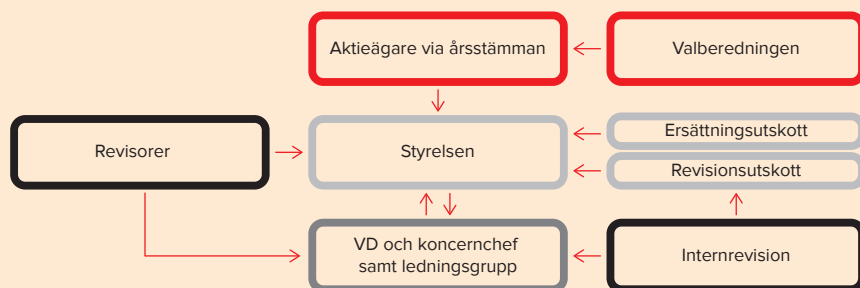 Aktieägare via årsstämman
Valberedningen
Revisorer
Styrelsen
Ersättningsutskott
Revisionsutskott
VD och koncernchef
samt ledningsgrupp
Internrevision